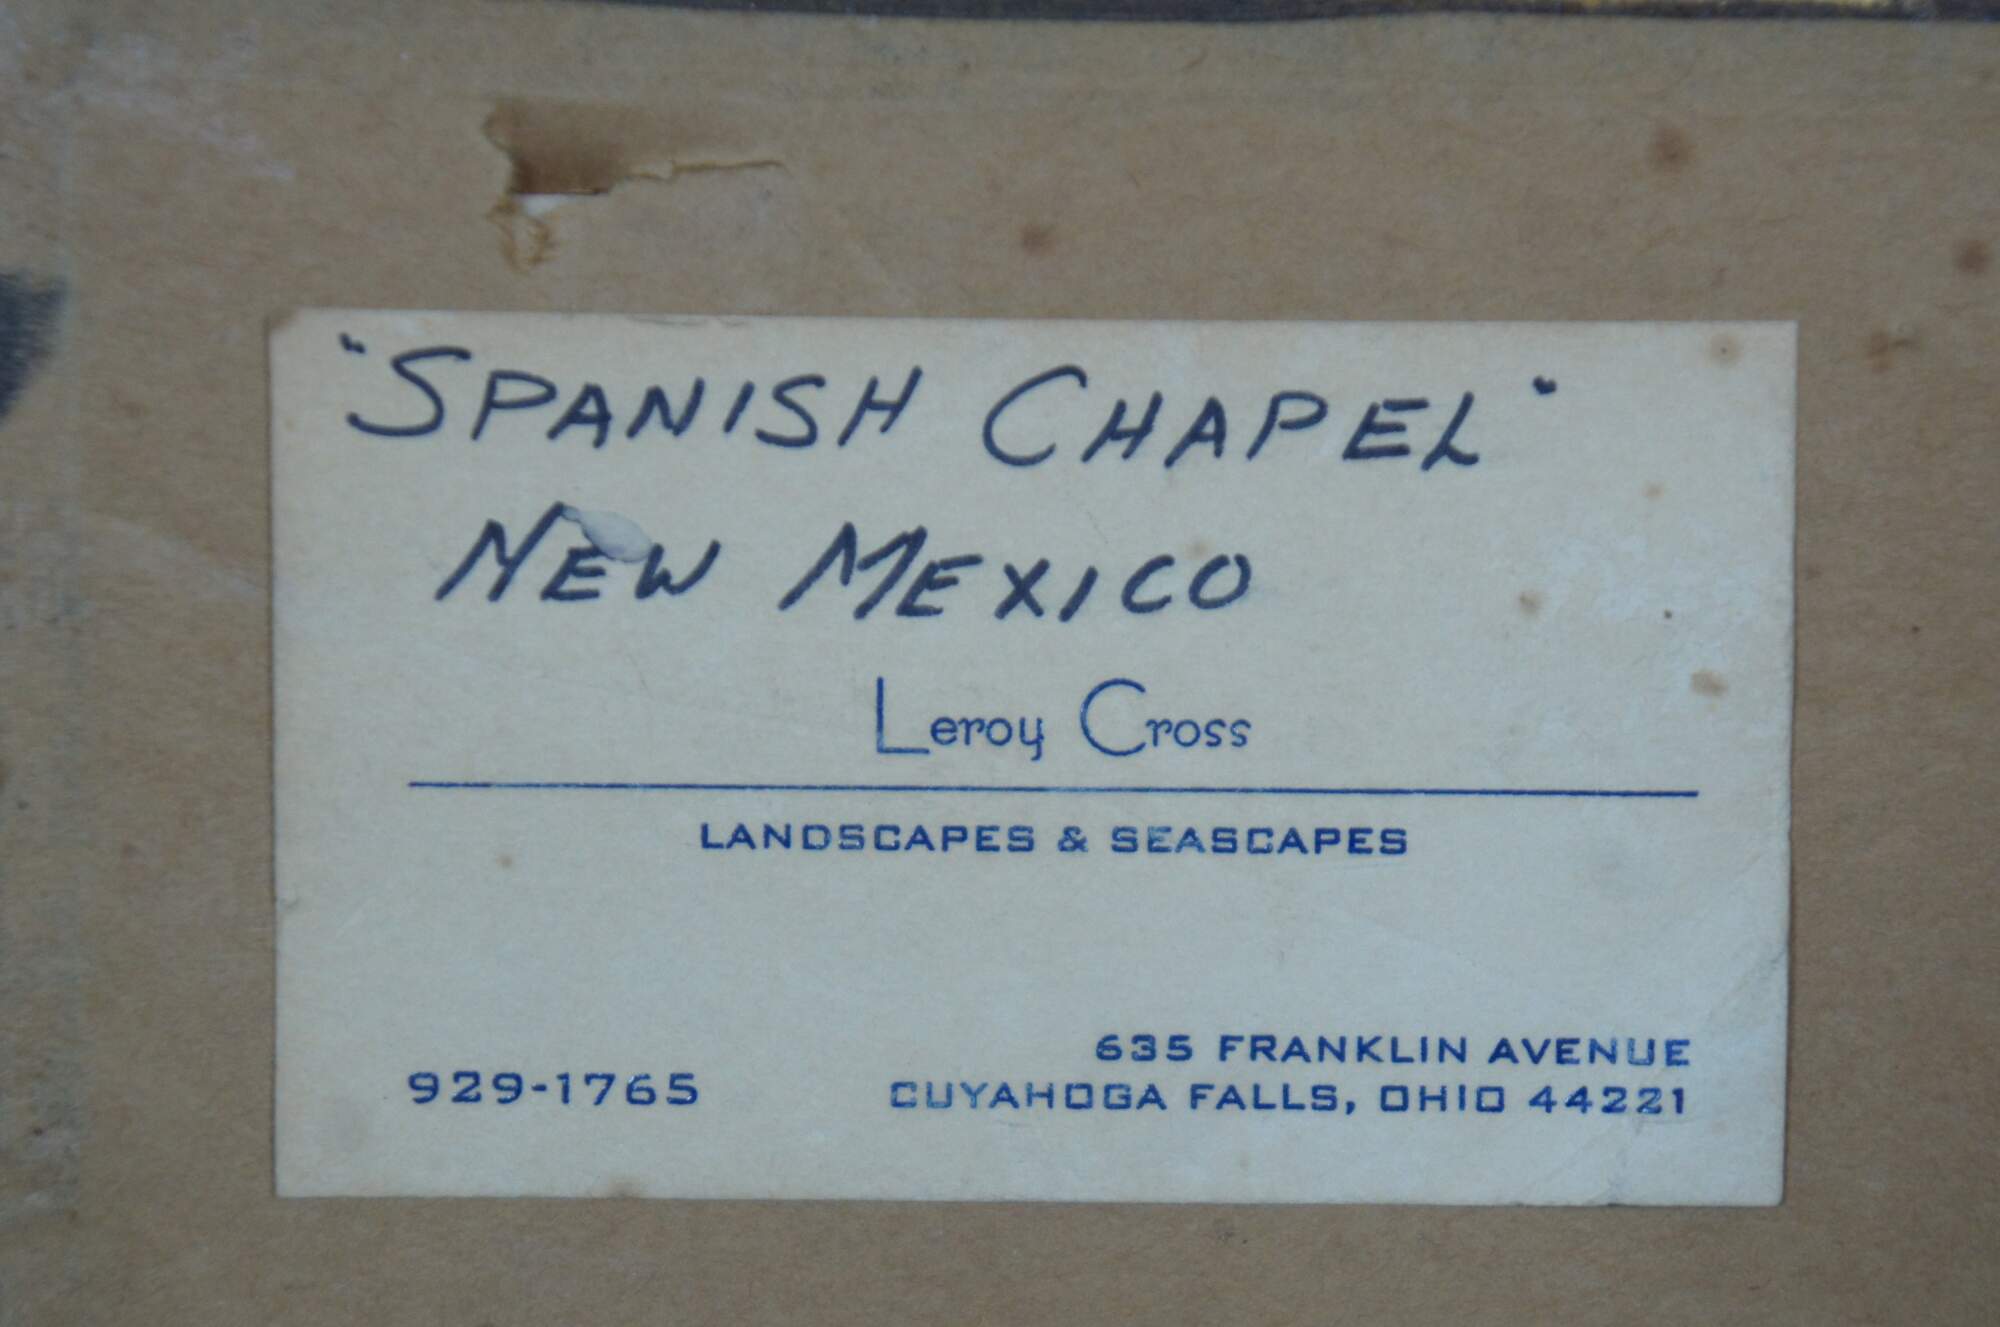 "SPANISH CHAPEL"
NEW MEXICO
Leroy Cross
LANDSCAPES & SEASCAPES
929-1765
635 FRANKLIN AVENUE
CUYAHOGA FALLS, OHIO 44221